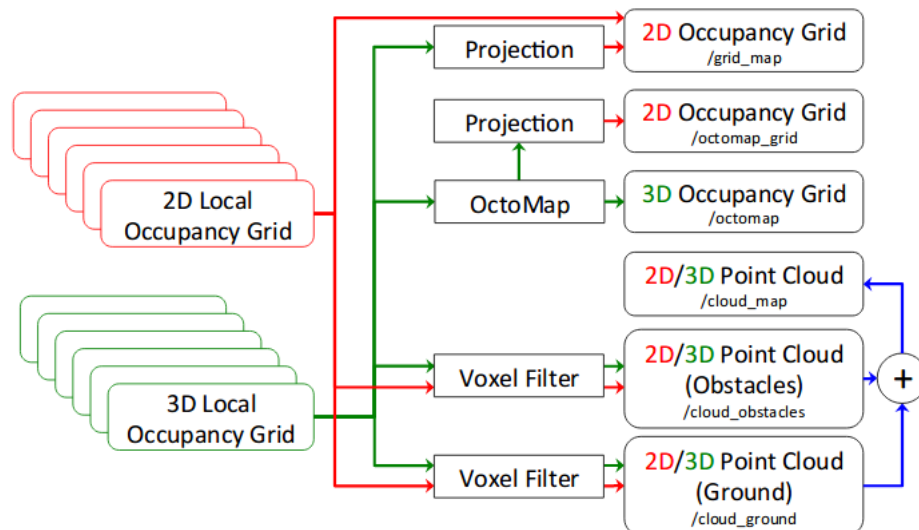 Projection
2D Occupancy Grid
/grid_map
Projection
2D Occupancy Grid
/octomap_grid
2D Local
Occupancy Grid
OctoMap
3D Occupancy Grid
/octomap
2D/3D Point Cloud
/cloud_map
3D Local
Occupancy Grid
Voxel Filter
2D/3D Point Cloud
(Obstacles)
/cloud_obstacles
+
Voxel Filter
2D/3D Point Cloud
(Ground)
/cloud_ground